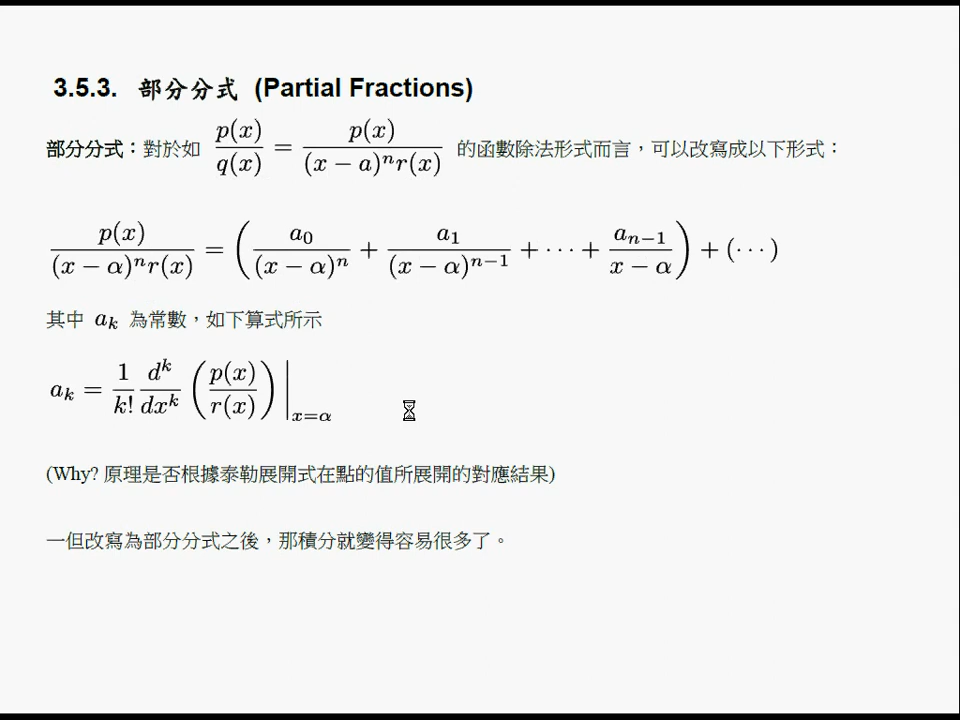 3.5.3. 部分分式 (Partial Fractions)
部分分式：對於如 p(x)/q(x) = p(x)/((x − a)^n r(x)) 的函數除法形式而言，可以改寫成以下形式：
p(x)/((x − α)^n r(x)) = (a_0/(x − α)^n + a_1/(x − α)^{n−1} + ··· + a_{n−1}/(x − α)) + (···)
其中 a_k 為常數，如下算式所示
a_k = 1/k! d^k/dx^k (p(x)/r(x)) |_{x=α}
(Why? 原理是否根據泰勒展開式在點的值所展開的對應結果)
一但改寫為部分分式之後，那積分就變得容易很多了。